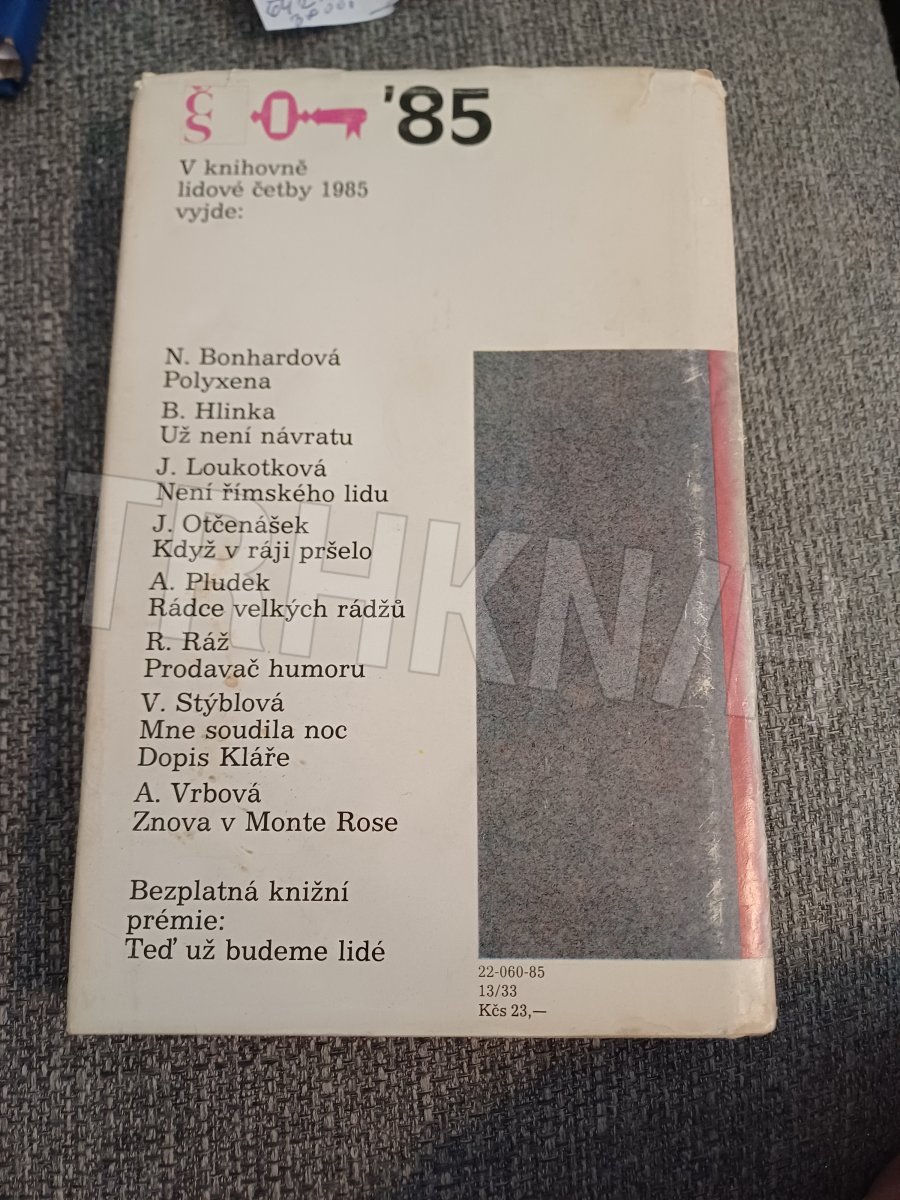 Č
S
'85
V knihovně
lidové četby 1985
vyjde:
N. Bonhardová
Polyxena
B. Hlinka
Už není návratu
J. Loukotková
Není římského lidu
J. Otčenášek
Když v ráji pršelo
A. Pludek
Rádce velkých rádžů
R. Ráž
Prodavač humoru
V. Stýblová
Mne soudila noc
Dopis Kláře
A. Vrbová
Znova v Monte Rose
Bezplatná knižní
prémie:
Teď už budeme lidé
22-060-85
13/33
Kčs 23,—